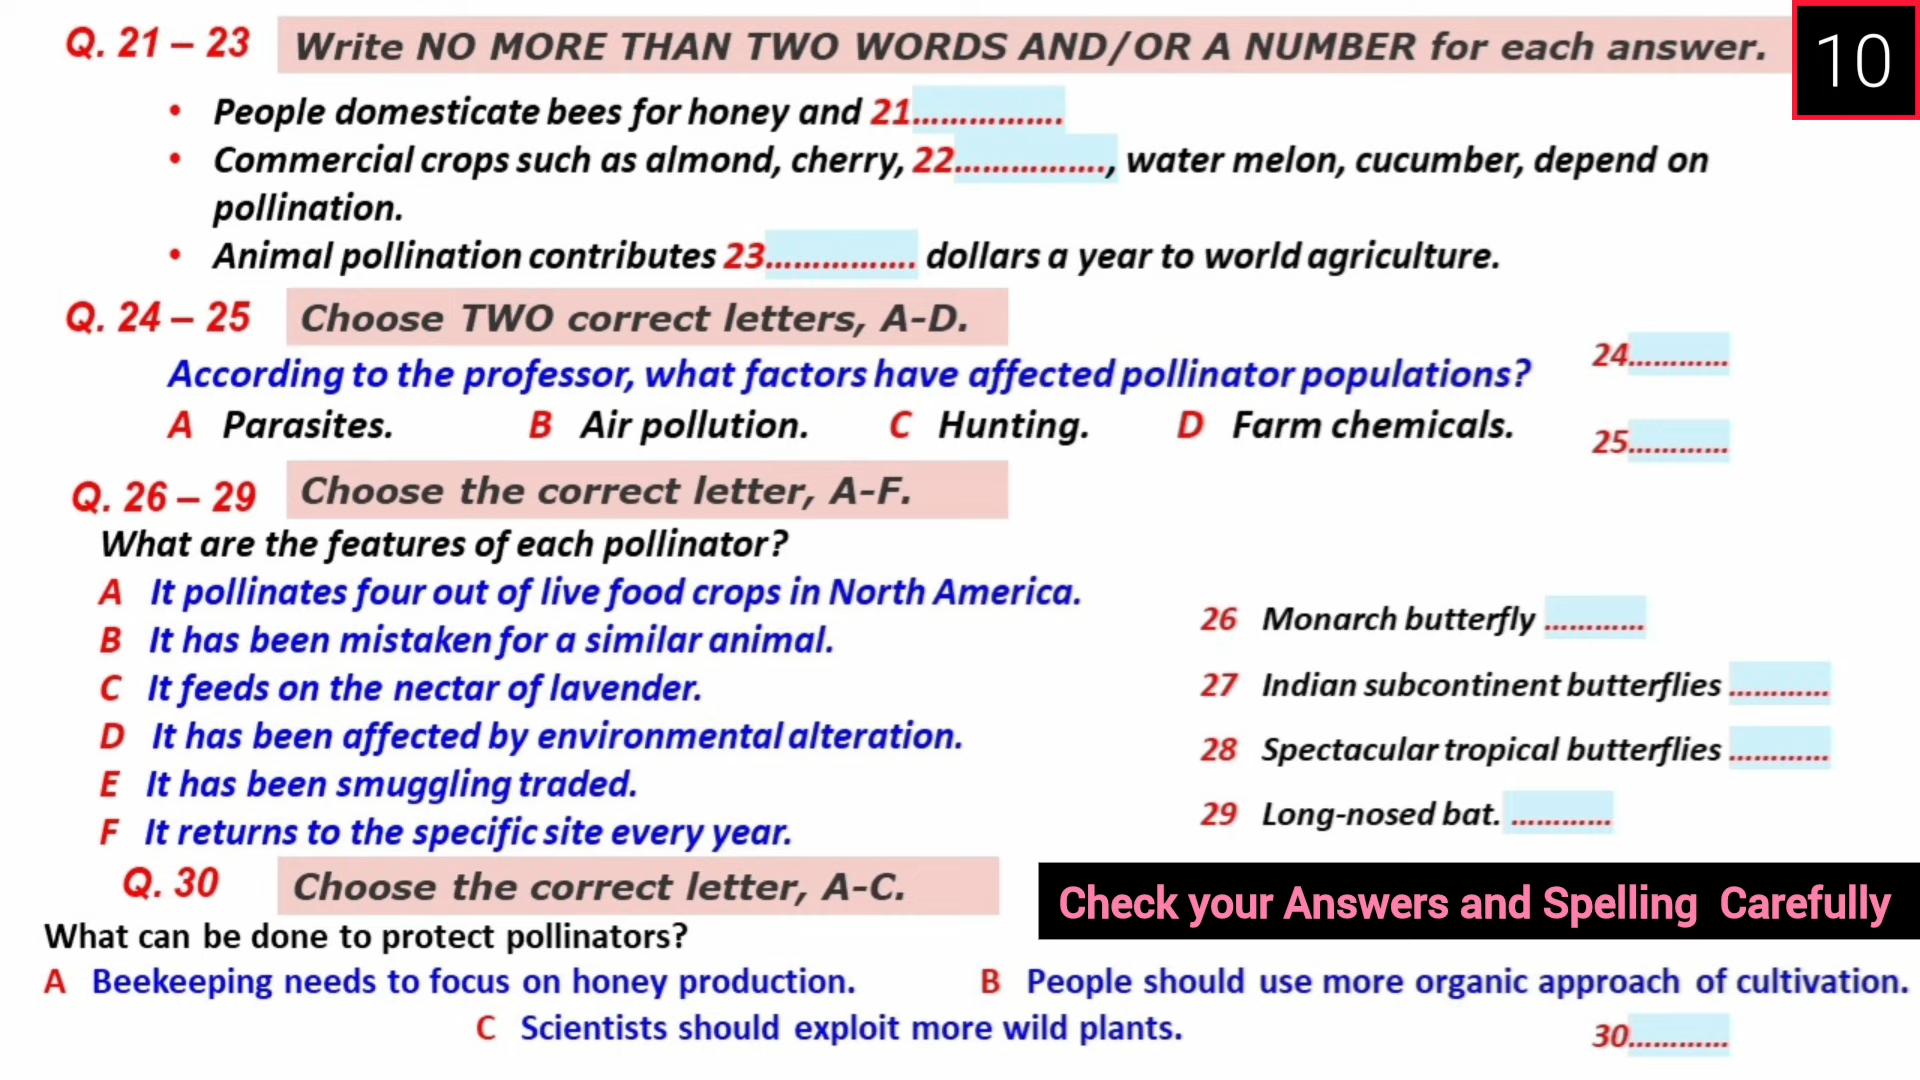 Q. 21 – 23 Write NO MORE THAN TWO WORDS AND/OR A NUMBER for each answer. 10
• People domesticate bees for honey and 21................
• Commercial crops such as almond, cherry, 22................, water melon, cucumber, depend on
pollination.
• Animal pollination contributes 23................ dollars a year to world agriculture.
Q. 24 – 25 Choose TWO correct letters, A-D.
According to the professor, what factors have affected pollinator populations? 24............
A Parasites. B Air pollution. C Hunting. D Farm chemicals. 25............
Q. 26 – 29 Choose the correct letter, A-F.
What are the features of each pollinator?
A It pollinates four out of live food crops in North America.
B It has been mistaken for a similar animal.
C It feeds on the nectar of lavender.
D It has been affected by environmental alteration.
E It has been smuggling traded.
F It returns to the specific site every year.
26 Monarch butterfly ............
27 Indian subcontinent butterflies ............
28 Spectacular tropical butterflies ............
29 Long-nosed bat. ............
Q. 30 Choose the correct letter, A-C.
Check your Answers and Spelling Carefully
What can be done to protect pollinators?
A Beekeeping needs to focus on honey production. B People should use more organic approach of cultivation.
C Scientists should exploit more wild plants. 30............